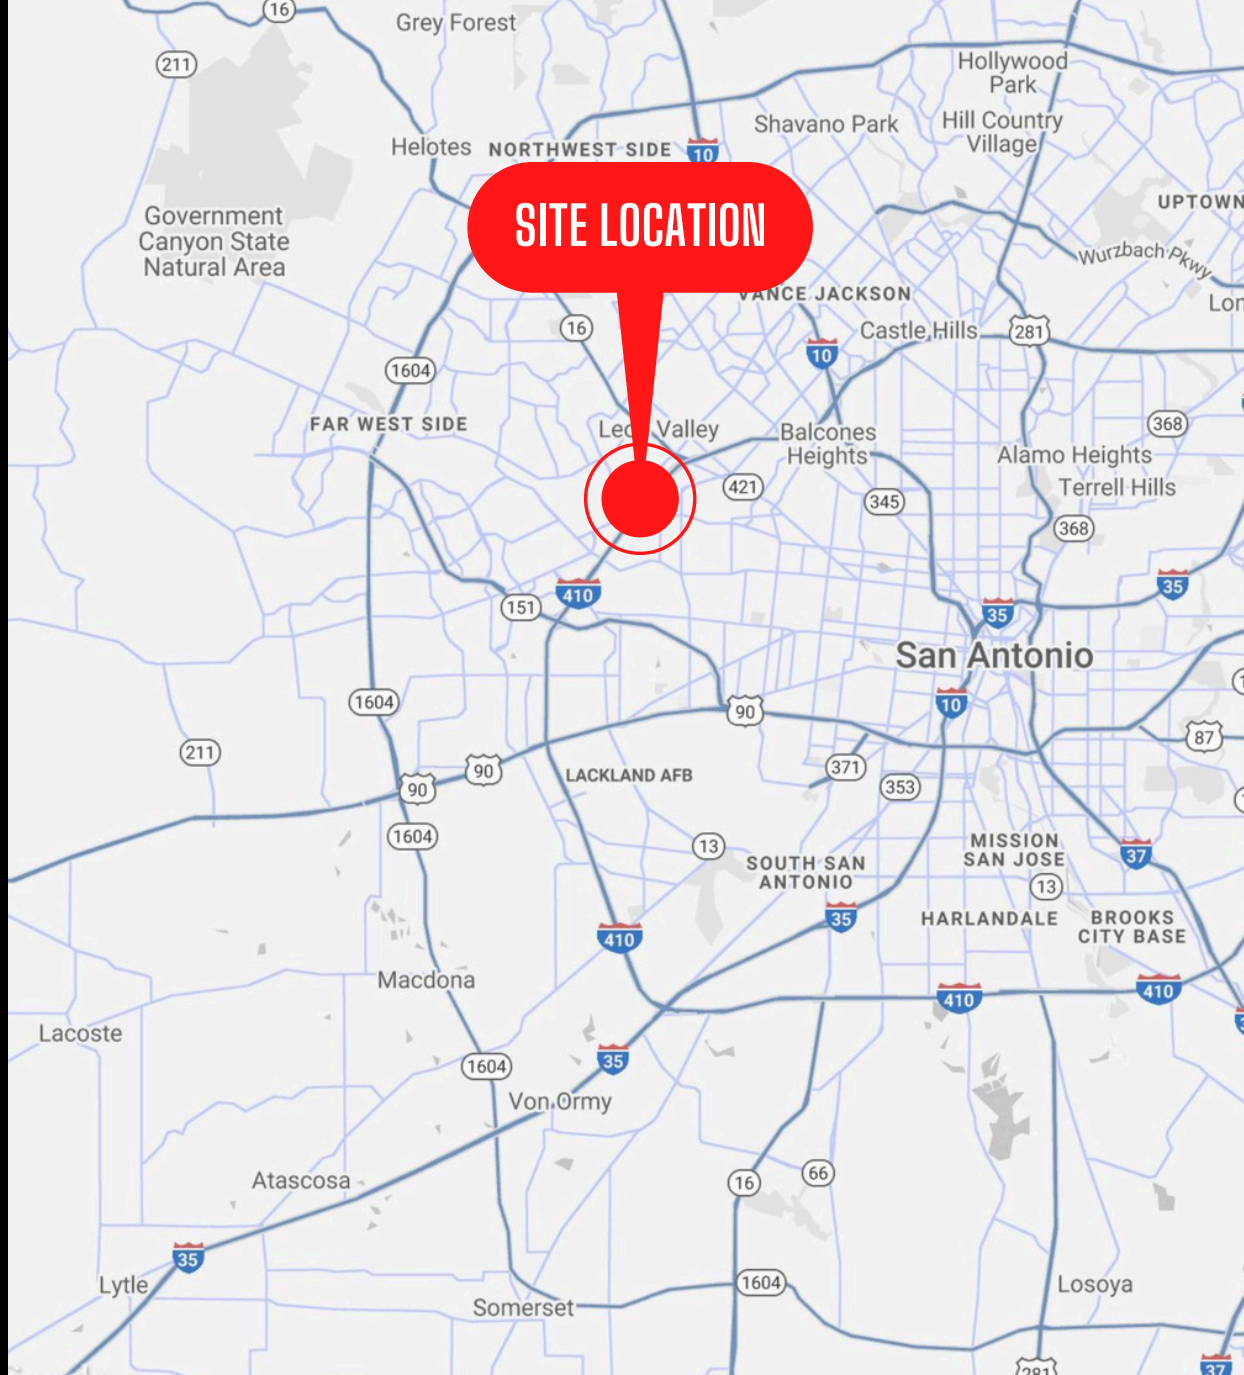 16
Grey Forest
211
Hollywood
Park
Shavano Park
Hill Country
Village
Helotes
NORTHWEST SIDE
10
UPTOWN
Government
Canyon State
Natural Area
SITE LOCATION
Wurzbach Pkwy
VANCE JACKSON
16
Castle Hills
281
10
1604
FAR WEST SIDE
Valley
Balcones
Heights
368
Alamo Heights
421
Terrell Hills
345
368
410
151
35
35
San Antonio
1604
10
90
87
211
90
90
LACKLAND AFB
371
353
1604
13
MISSION
SAN JOSE
37
SOUTH SAN
ANTONIO
13
35
HARLANDALE
BROOKS
CITY BASE
410
Macdona
410
410
Lacoste
35
1604
Von Ormy
66
Atascosa
16
35
Lytle
1604
Losoya
Somerset
281
37